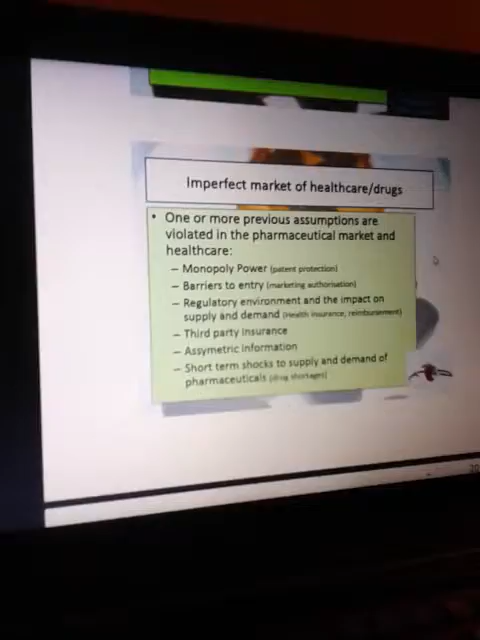 Imperfect market of healthcare/drugs
• One or more previous assumptions are
violated in the pharmaceutical market and
healthcare:
– Monopoly Power (patent protection)
– Barriers to entry (marketing authorisation)
– Regulatory environment and the impact on
supply and demand (Health insurance, reimbursement)
– Third party insurance
– Assymetric information
– Short term shocks to supply and demand of
pharmaceuticals (drug shortages)
20